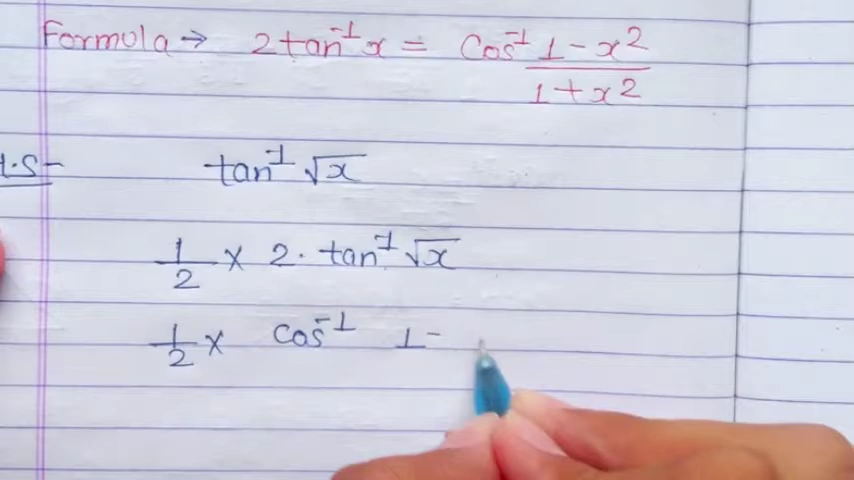 Formula → 2tan⁻¹x = Cos⁻¹ 1-x²/1+x²
H.S-
tan⁻¹ √x
1/2 × 2. tan⁻¹ √x
1/2 × Cos⁻¹ 1-